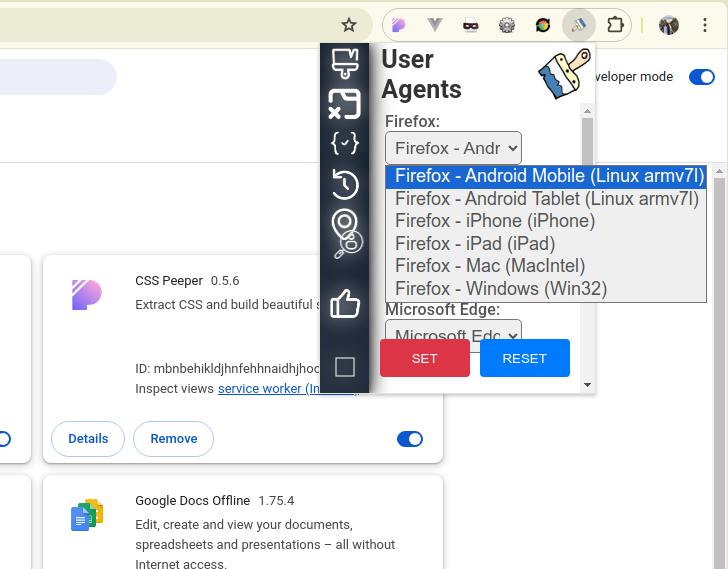 User
Agents
veloper mode
Firefox:
Firefox - Andr
Firefox - Android Mobile (Linux armv7l)
Firefox - Android Tablet (Linux armv7l)
Firefox - iPhone (iPhone)
Firefox - iPad (iPad)
Firefox - Mac (MacIntel)
Firefox - Windows (Win32)
Microsoft Edge:
Microsoft Edg
SET
RESET
CSS Peeper 0.5.6
Extract CSS and build beautiful s
ID: mbnbehikldjhnfehhnaidhjhoo
Inspect views service worker (In
Details
Remove
Google Docs Offline 1.75.4
Edit, create and view your documents,
spreadsheets and presentations – all without
Internet access.